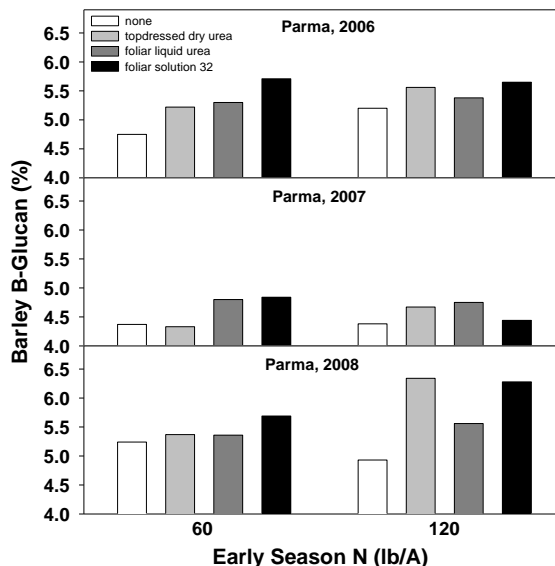 none
topdressed dry urea
foliar liquid urea
foliar solution 32
Parma, 2006
6.5
6.0
5.5
5.0
4.5
4.0
Parma, 2007
6.5
6.0
5.5
5.0
4.5
4.0
Parma, 2008
6.5
6.0
5.5
5.0
4.5
4.0
Barley B-Glucan (%)
60 120
Early Season N (lb/A)